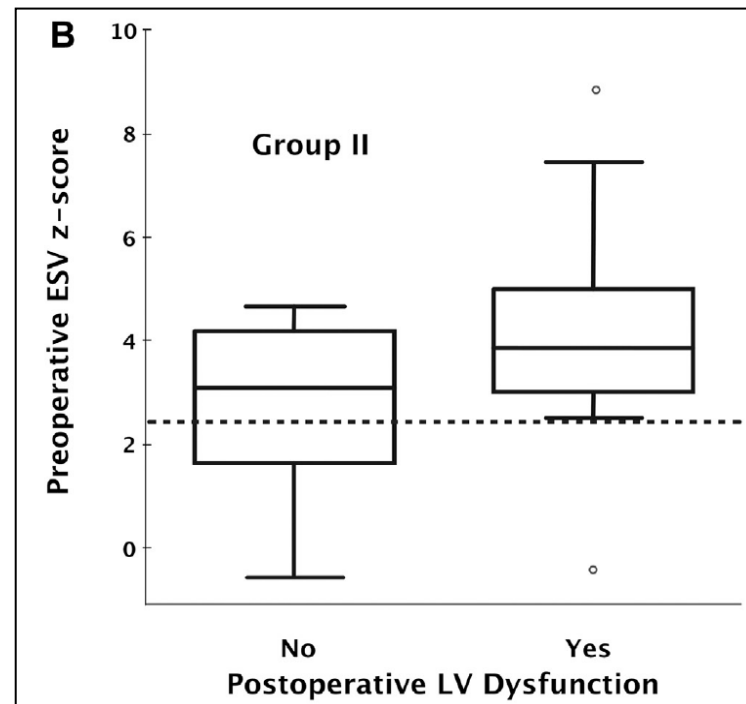 B
10
8
6
4
2
0
Preoperative ESV z-score
Group II
No Yes
Postoperative LV Dysfunction